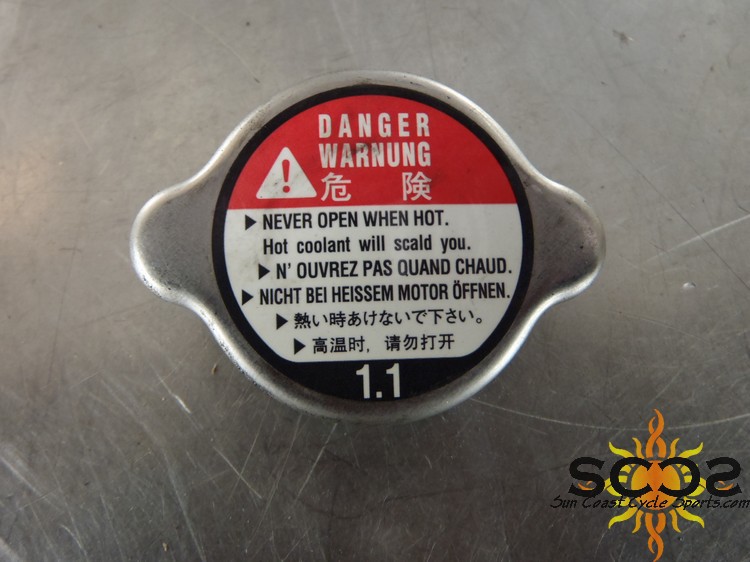 DANGER
WARNUNG
危 険
▶ NEVER OPEN WHEN HOT.
Hot coolant will scald you.
▶ N' OUVREZ PAS QUAND CHAUD.
▶ NICHT BEI HEISSEM MOTOR ÖFFNEN.
▶ 熱い時あけないで下さい。
▶ 高温时，请勿打开
1.1
SCCS
Sun Coast Cycle Sports.com